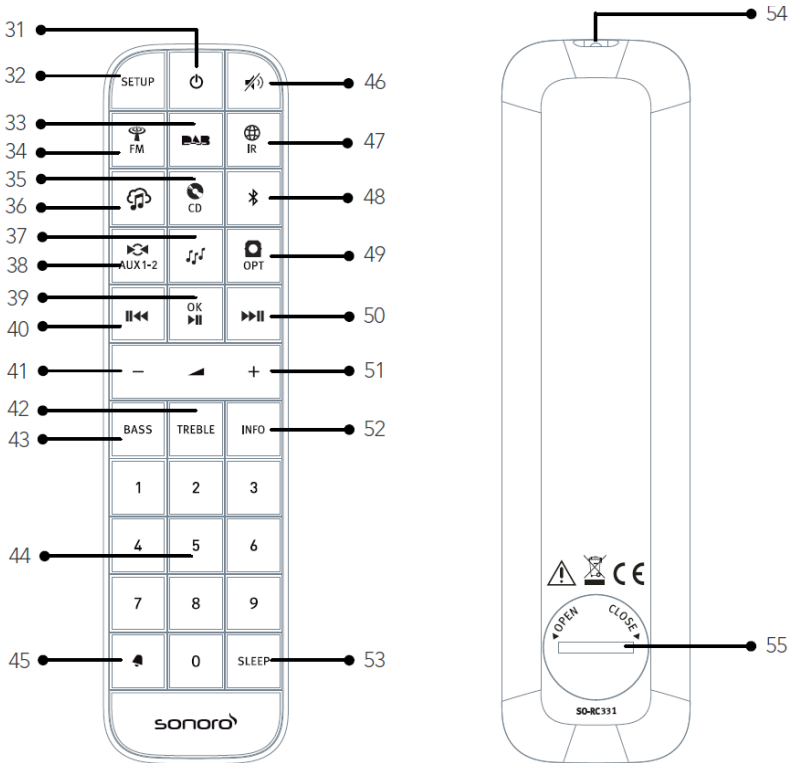 31
54
32
SETUP
46
33
34
FM
DAB
IR
47
35
36
CD
48
37
38
AUX 1-2
OPT
49
39
40
OK
50
41
−
+
51
42
43
BASS
TREBLE
INFO
52
1
2
3
44
4
5
6
7
8
9
CE
OPEN
CLOSE
55
45
0
SLEEP
53
sonoro
SO-RC331